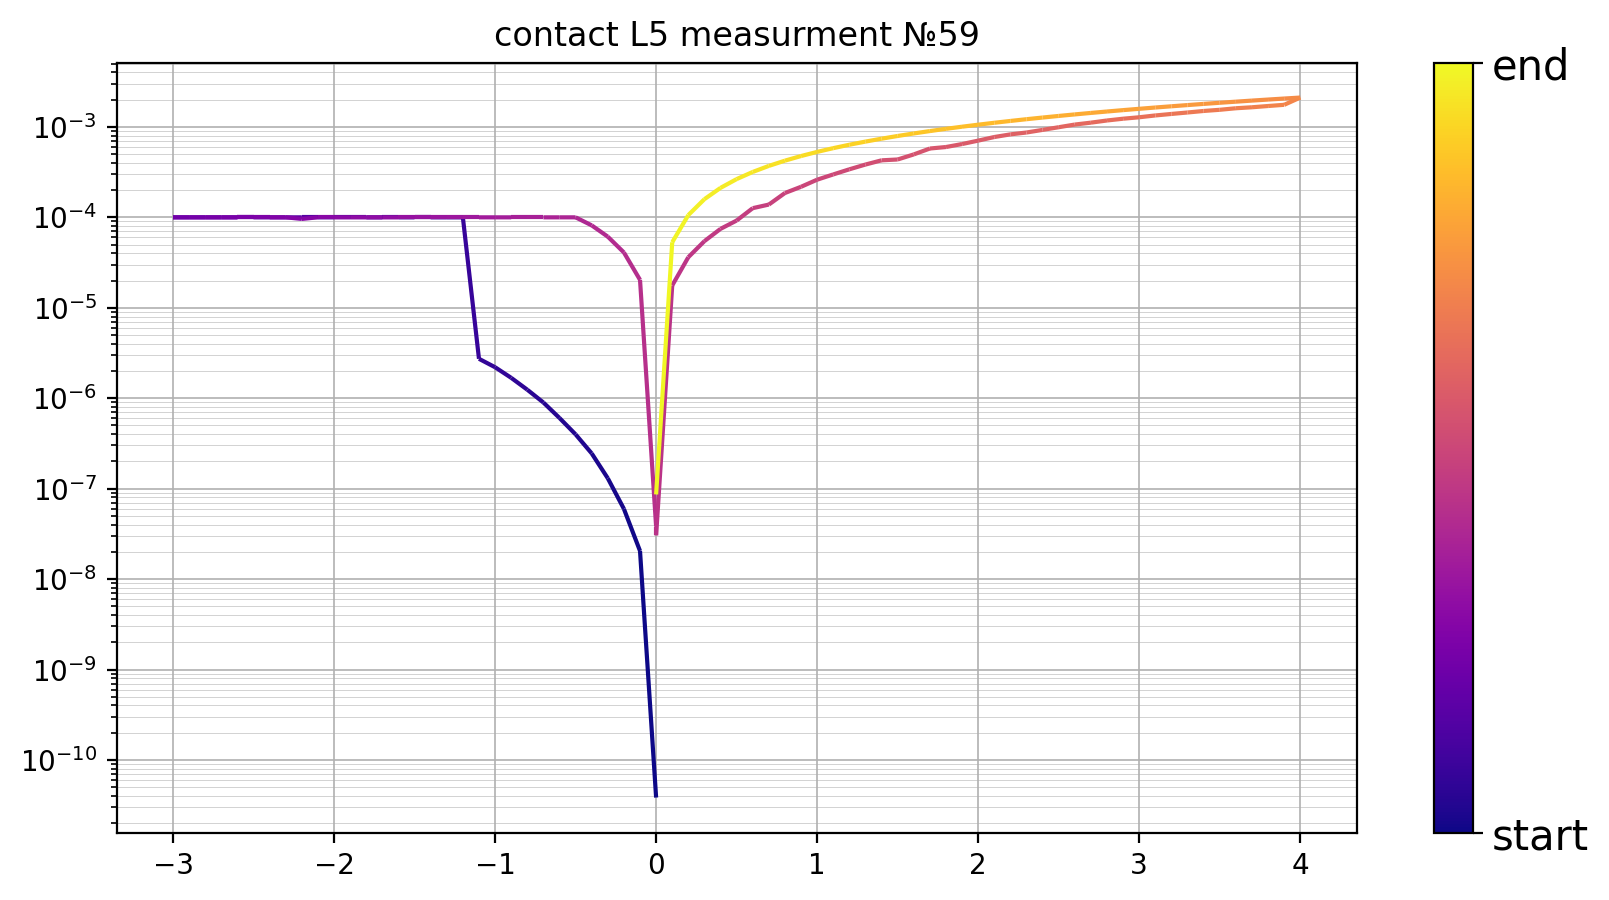 contact L5 measurment №59
10⁻³
10⁻⁴
10⁻⁵
10⁻⁶
10⁻⁷
10⁻⁸
10⁻⁹
10⁻¹⁰
−3 −2 −1 0 1 2 3 4
end
start